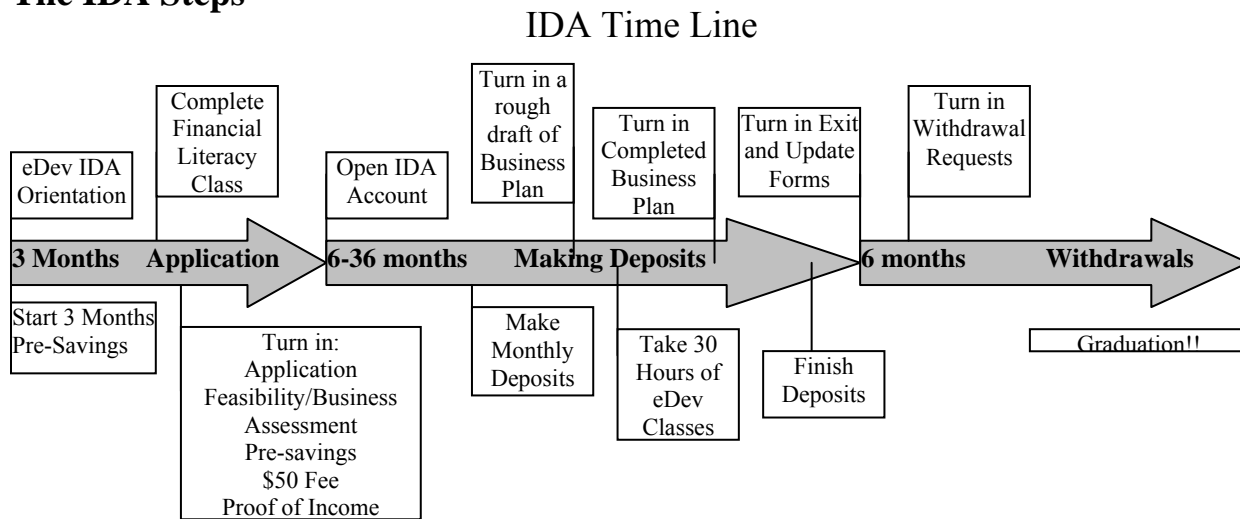 The IDA Steps
IDA Time Line
eDev IDA
Orientation
Complete
Financial
Literacy
Class
Open IDA
Account
Turn in a
rough
draft of
Business
Plan
Turn in
Completed
Business
Plan
Turn in Exit
and Update
Forms
Turn in
Withdrawal
Requests
3 Months Application
6-36 months Making Deposits
6 months Withdrawals
Start 3 Months
Pre-Savings
Turn in:
Application
Feasibility/Business
Assessment
Pre-savings
$50 Fee
Proof of Income
Make
Monthly
Deposits
Take 30
Hours of
eDev
Classes
Finish
Deposits
Graduation!!